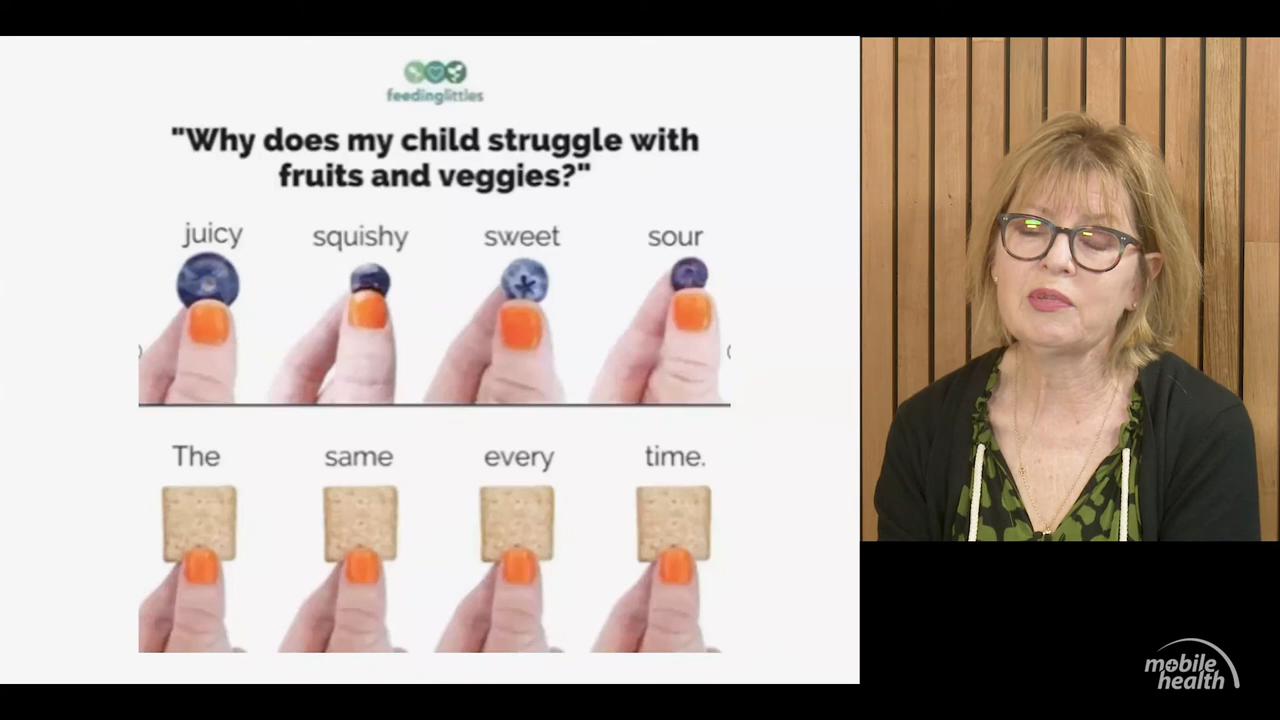 feedinglittles
"Why does my child struggle with
fruits and veggies?"
juicy squishy sweet sour
The same every time.
mobile
health